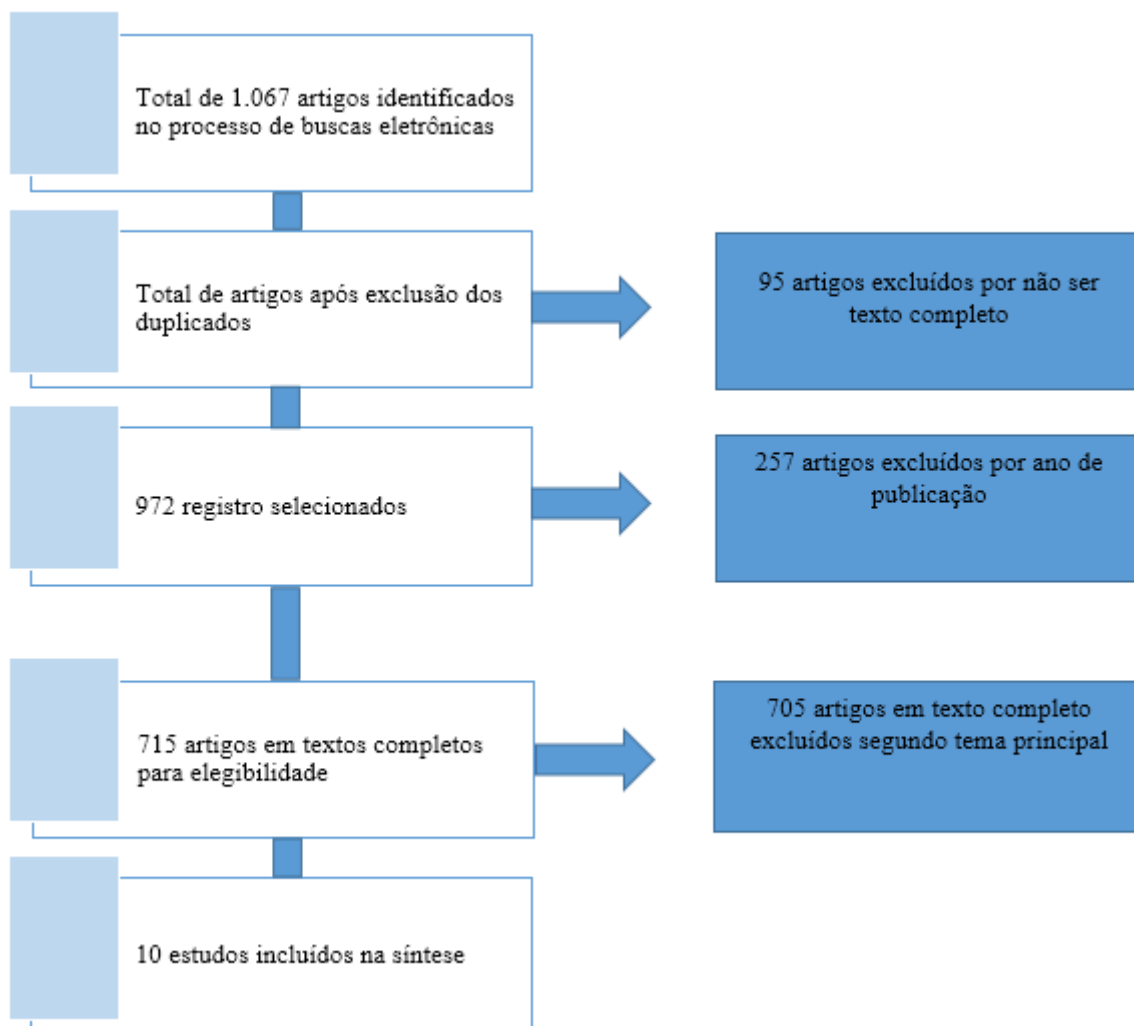 Total de 1.067 artigos identificados
no processo de buscas eletrônicas
Total de artigos após exclusão dos
duplicados
95 artigos excluídos por não ser
texto completo
972 registro selecionados
257 artigos excluídos por ano de
publicação
715 artigos em textos completos
para elegibilidade
705 artigos em texto completo
excluídos segundo tema principal
10 estudos incluídos na síntese